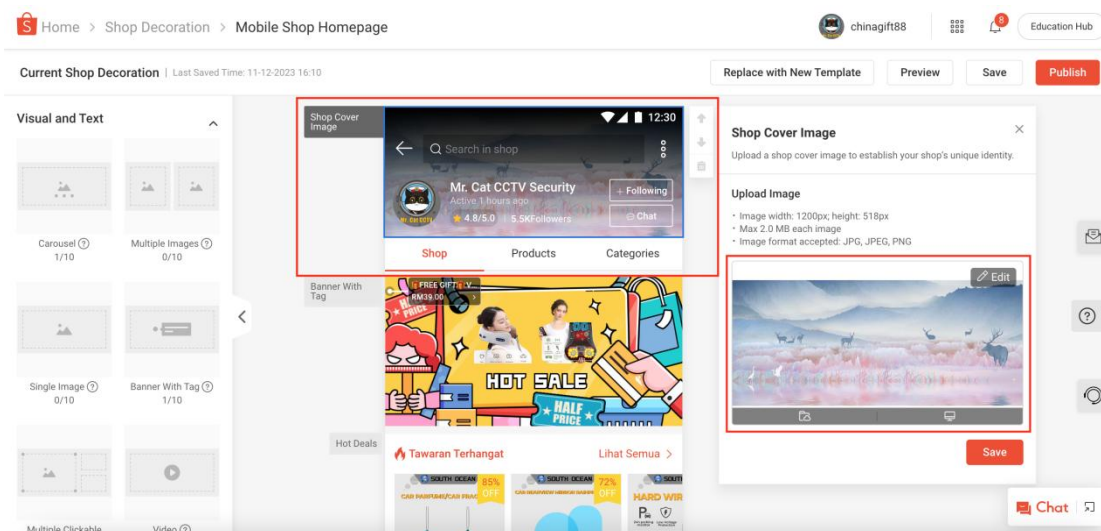 Home > Shop Decoration > Mobile Shop Homepage
chinagift88
8
Education Hub
Current Shop Decoration | Last Saved Time: 11-12-2023 16:10
Replace with New Template
Preview
Save
Publish
Visual and Text
Carousel
1/10
Multiple Images
0/10
Single Image
0/10
Banner With Tag
1/10
Multiple Clickable
Video
Shop Cover
Image
12:30
Search in shop
Mr. Cat CCTV Security
Active 1 hours ago
4.8/5.0 | 5.5KFollowers
+ Following
Chat
Shop
Products
Categories
Banner With
Tag
FREE GIFT
RM39.00
HALF
PRICE
HOT SALE
HALF
PRICE
Hot Deals
Tawaran Terhangat
Lihat Semua >
SOUTH OCEAN
85%
OFF
SOUTH OCEAN
72%
OFF
HARD WIR
Shop Cover Image
Upload a shop cover image to establish your shop's unique identity.
Upload Image
• Image width: 1200px; height: 518px
• Max 2.0 MB each image
• Image format accepted: JPG, JPEG, PNG
Edit
Save
Chat